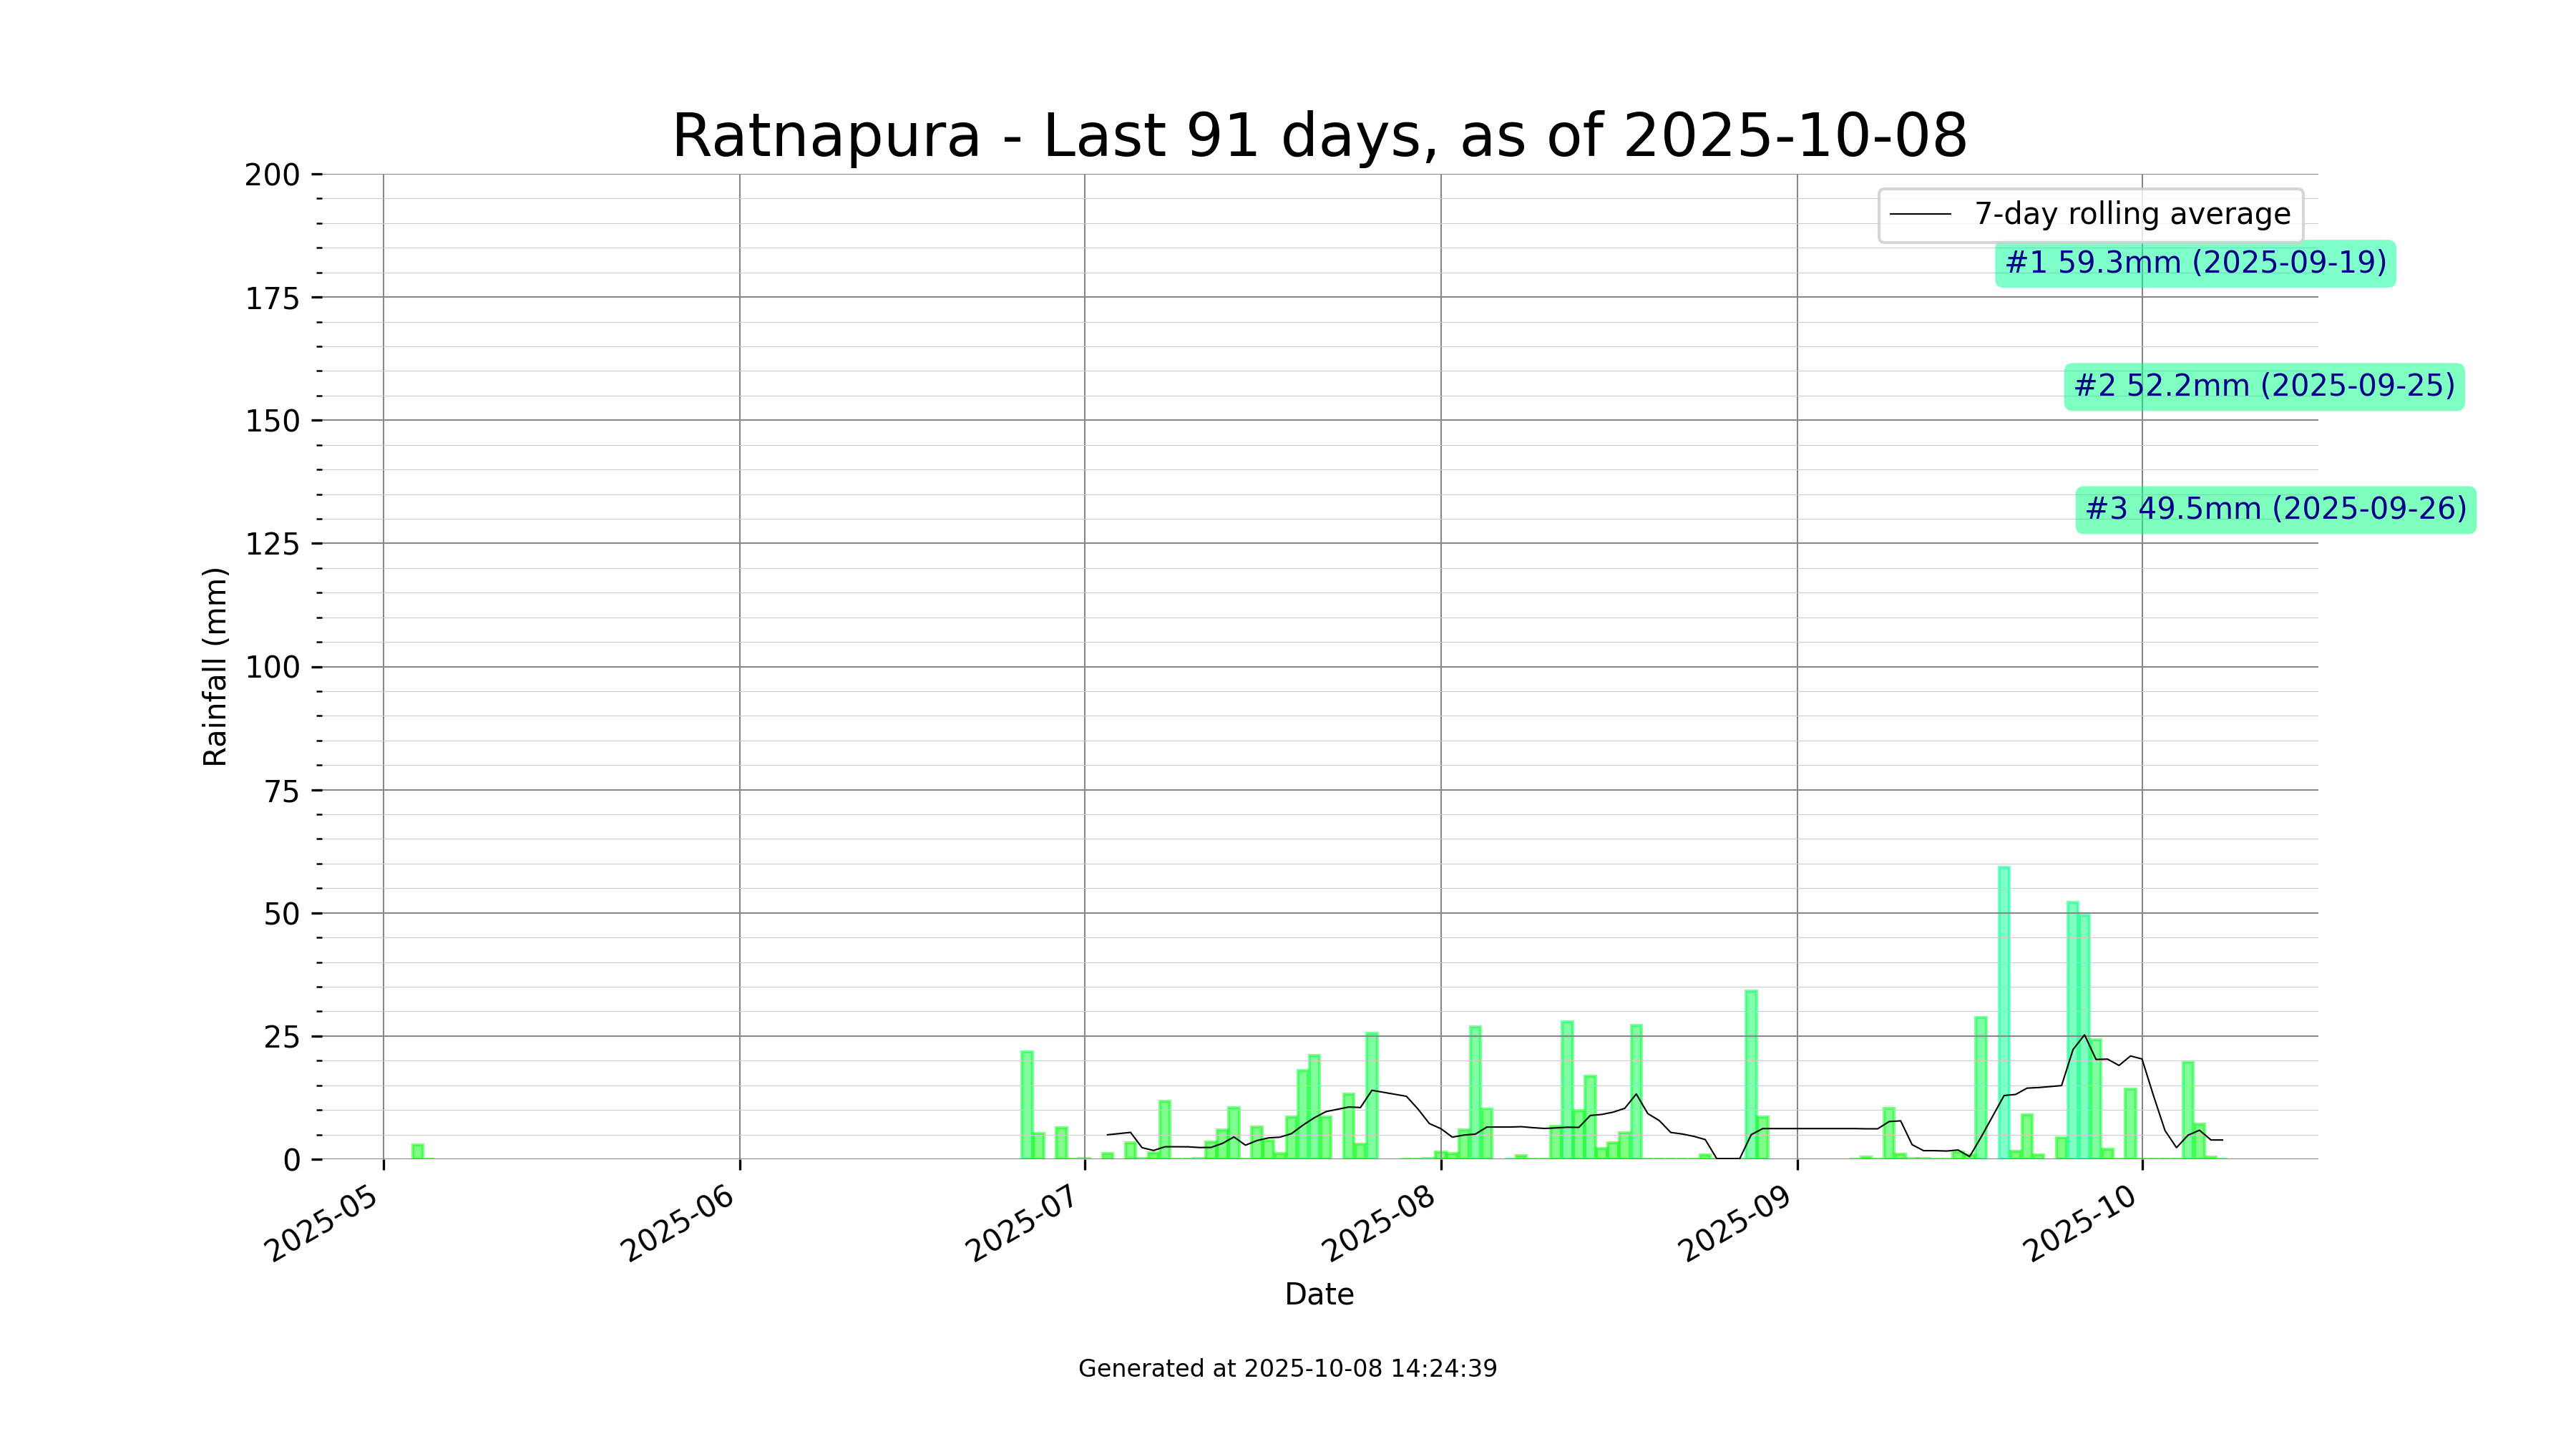 Ratnapura - Last 91 days, as of 2025-10-08
7-day rolling average
#1 59.3mm (2025-09-19)
#2 52.2mm (2025-09-25)
#3 49.5mm (2025-09-26)
Rainfall (mm)
200
175
150
125
100
75
50
25
0
2025-05
2025-06
2025-07
2025-08
2025-09
2025-10
Date
Generated at 2025-10-08 14:24:39